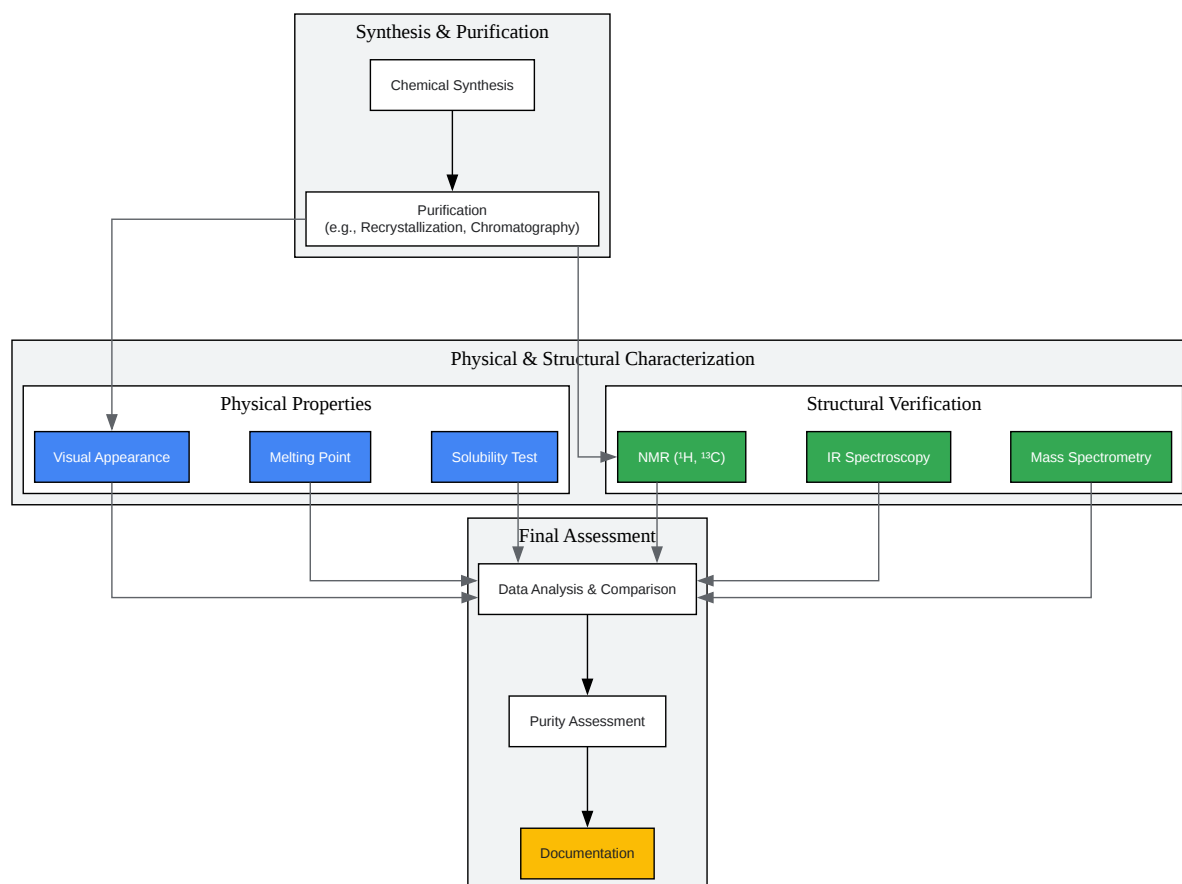 Synthesis & Purification
Chemical Synthesis
Purification
(e.g., Recrystallization, Chromatography)
Physical & Structural Characterization
Physical Properties
Structural Verification
Visual Appearance
Melting Point
Solubility Test
NMR (¹H, ¹³C)
IR Spectroscopy
Mass Spectrometry
Final Assessment
Data Analysis & Comparison
Purity Assessment
Documentation